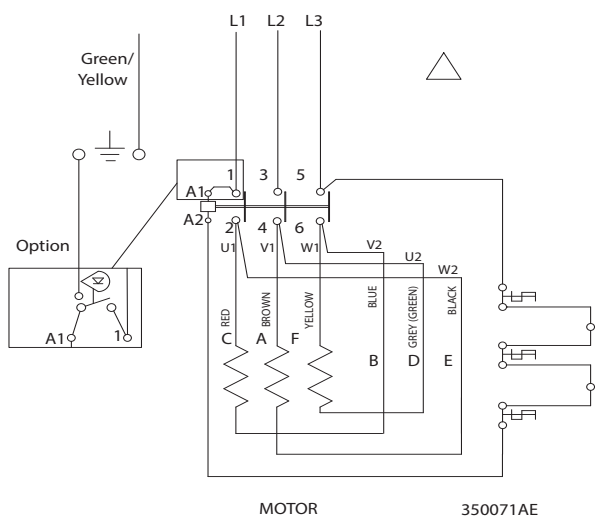 L1 L2 L3
Green/
Yellow
1 3 5
A1
A2
2 4 6
U1 V1 W1
V2
U2
W2
Option
A1 1
RED
BROWN
YELLOW
BLUE
GREY (GREEN)
BLACK
C A F B D E
MOTOR 350071AE